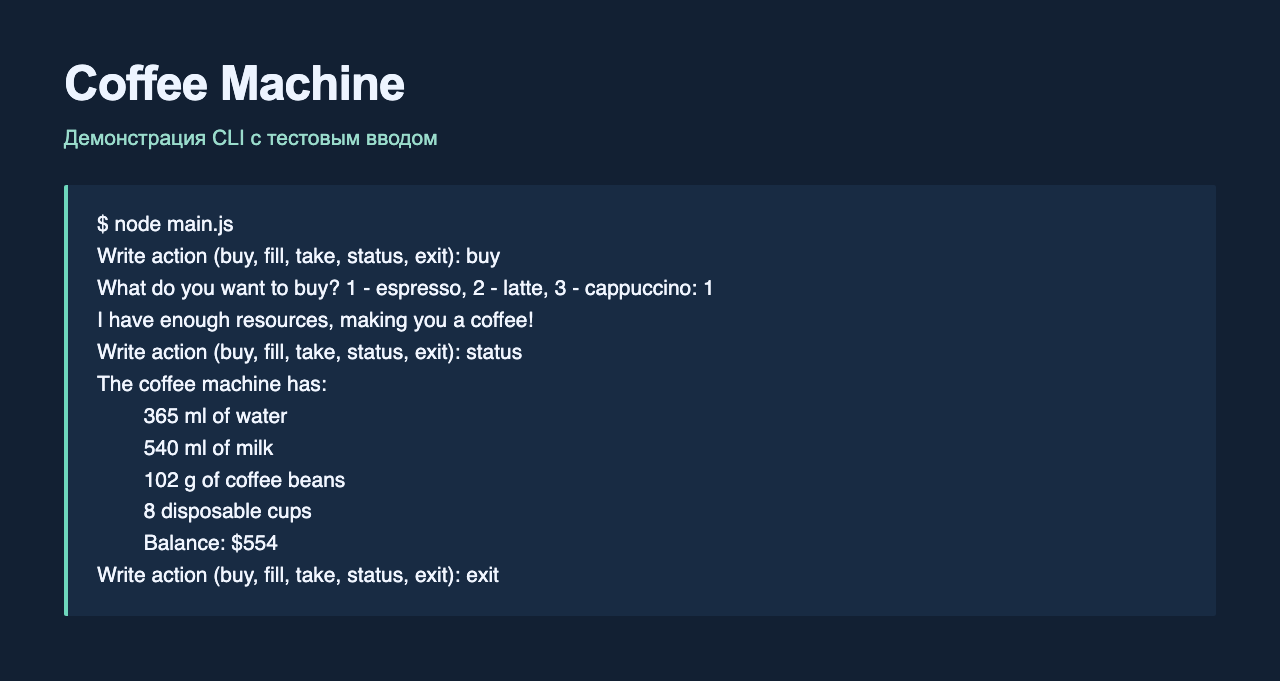 Coffee Machine
Демонстрация CLI с тестовым вводом
$ node main.js
Write action (buy, fill, take, status, exit): buy
What do you want to buy? 1 - espresso, 2 - latte, 3 - cappuccino: 1
I have enough resources, making you a coffee!
Write action (buy, fill, take, status, exit): status
The coffee machine has:
365 ml of water
540 ml of milk
102 g of coffee beans
8 disposable cups
Balance: $554
Write action (buy, fill, take, status, exit): exit